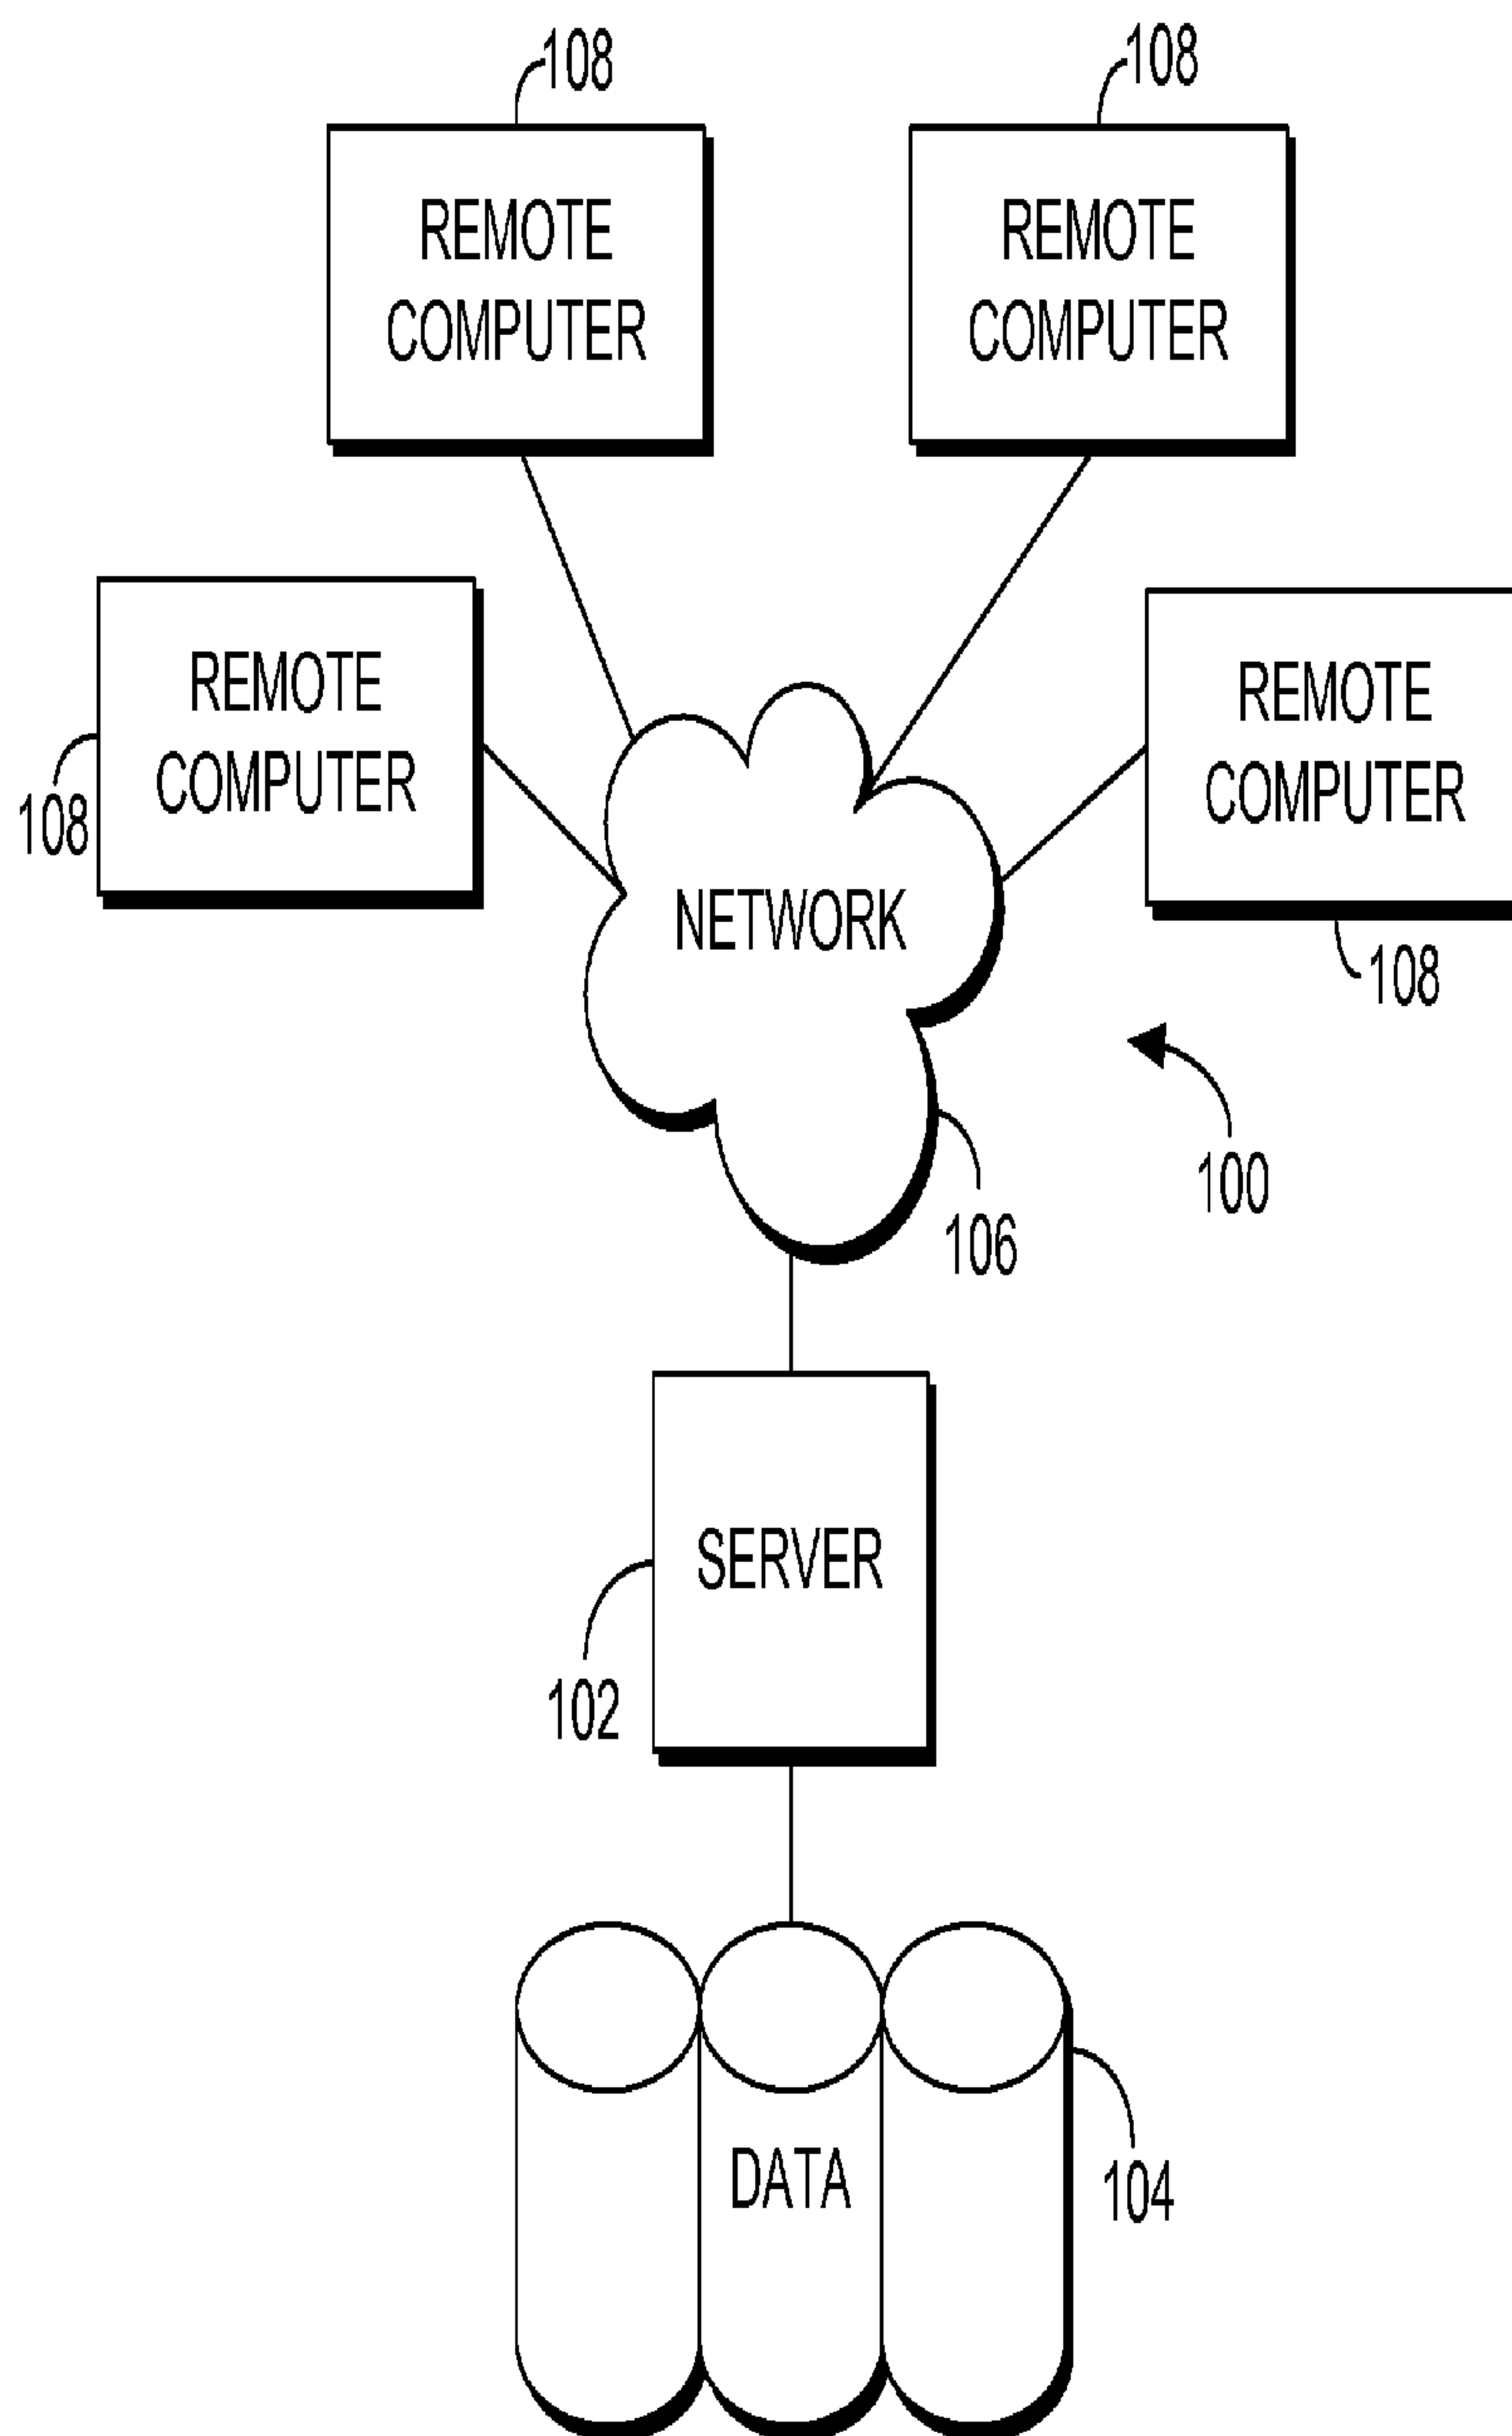 108
108
REMOTE
COMPUTER
REMOTE
COMPUTER
REMOTE
COMPUTER
108
REMOTE
COMPUTER
108
NETWORK
100
106
SERVER
102
DATA
104